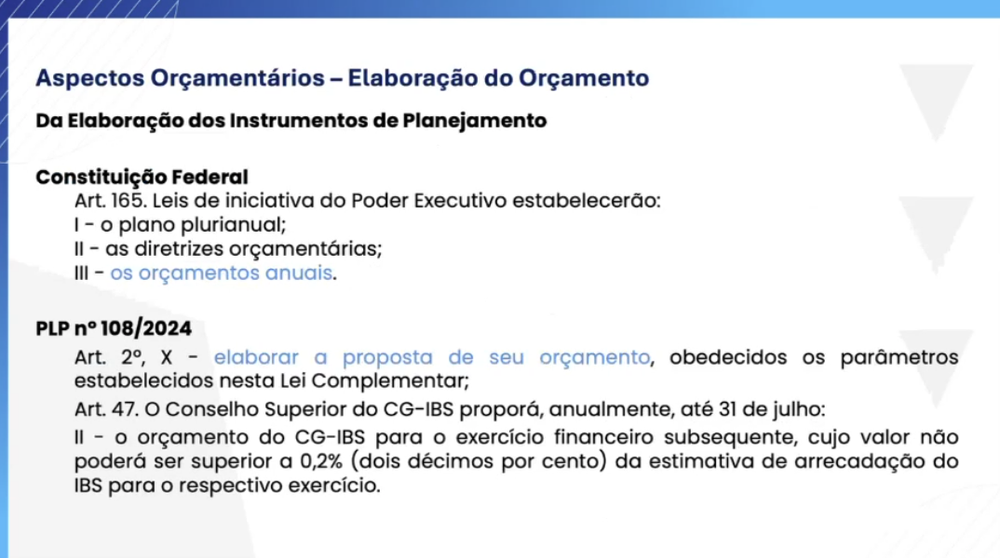 Aspectos Orçamentários – Elaboração do Orçamento
Da Elaboração dos Instrumentos de Planejamento
Constituição Federal
Art. 165. Leis de iniciativa do Poder Executivo estabelecerão:
I - o plano plurianual;
II - as diretrizes orçamentárias;
III - os orçamentos anuais.
PLP nº 108/2024
Art. 2º, X - elaborar a proposta de seu orçamento, obedecidos os parâmetros
estabelecidos nesta Lei Complementar;
Art. 47. O Conselho Superior do CG-IBS proporá, anualmente, até 31 de julho:
II - o orçamento do CG-IBS para o exercício financeiro subsequente, cujo valor não
poderá ser superior a 0,2% (dois décimos por cento) da estimativa de arrecadação do
IBS para o respectivo exercício.